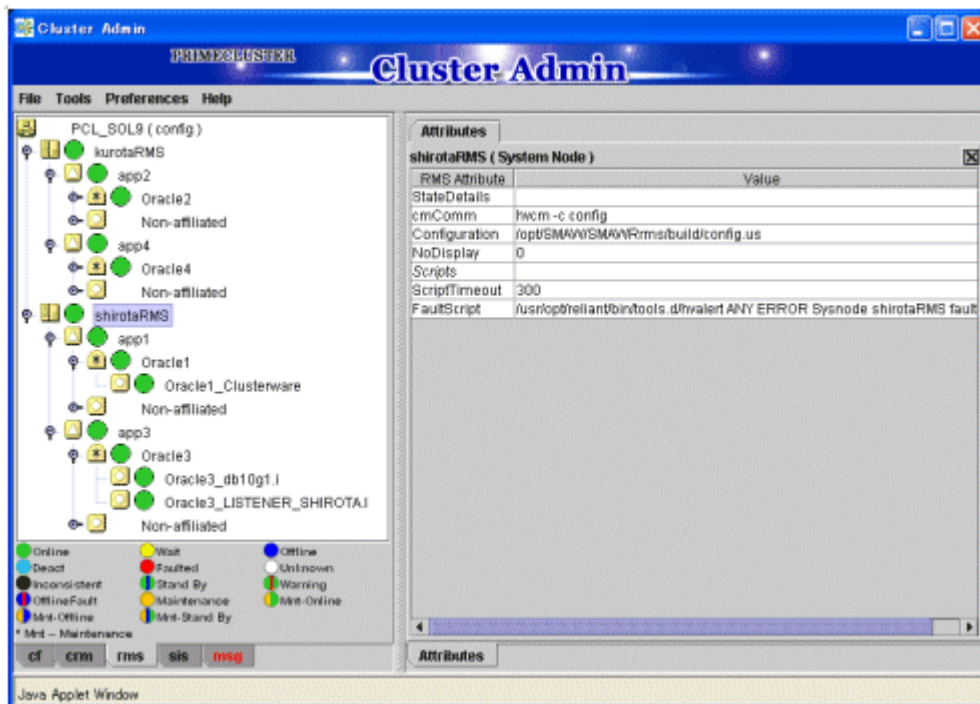 Cluster Admin
PRIMECLUSTER
Cluster Admin
File Tools Preferences Help
PCL_SOL9 ( config )
kurotaRMS
app2
Oracle2
Non-affiliated
app4
Oracle4
Non-affiliated
shirotaRMS
app1
Oracle1
Oracle1_Clusterware
Non-affiliated
app3
Oracle3
Oracle3_db10g1.i
Oracle3_LISTENER_SHIROTA.l
Non-affiliated
Online Wait Offline
Deact Faulted Unknown
Inconsistent Stand By Warning
OfflineFault Maintenance Mnt-Online
Mnt-Offline Mnt-Stand By
* Mnt -- Maintenance
cf crm rms sis msg
Attributes
shirotaRMS ( System Node )
RMS Attribute Value
StateDetails
cmComm hvcm -c config
Configuration /opt/SMAW/SMAWRrms/build/config.us
NoDisplay 0
Scripts
ScriptTimeout 300
FaultScript /usr/opt/reliant/bin/tools.d/hvalert ANY ERROR Sysnode shirotaRMS fault
Attributes
Java Applet Window